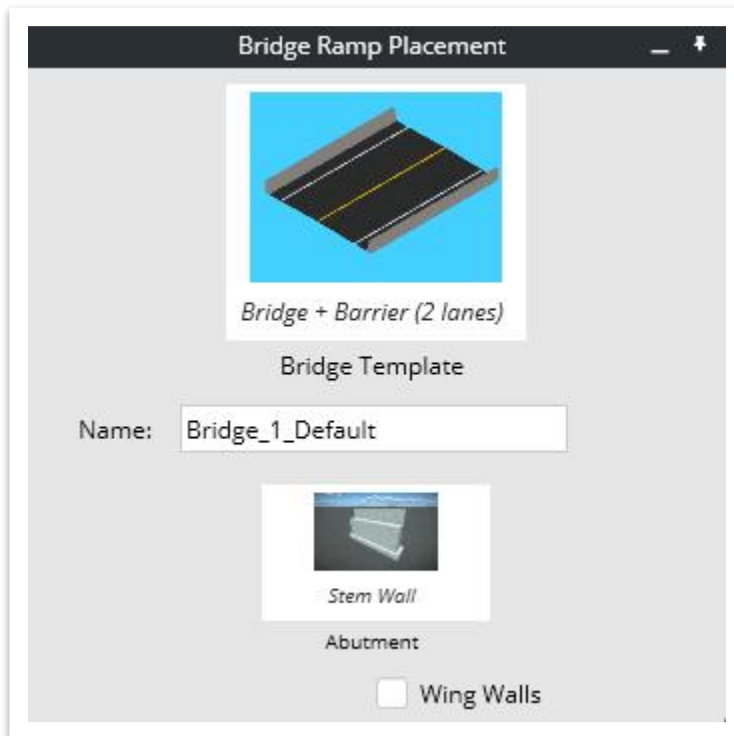 Bridge Ramp Placement
Bridge + Barrier (2 lanes)
Bridge Template
Name: Bridge_1_Default
Stem Wall
Abutment
Wing Walls